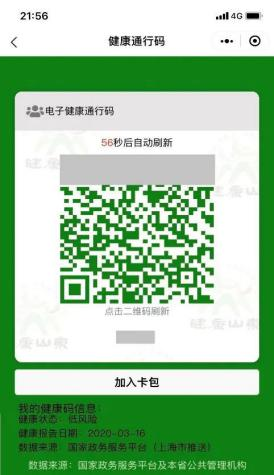 21:56
4G
健康通行码
电子健康通行码
56秒后自动刷新
点击二维码刷新
加入卡包
我的健康码信息:
健康状态:低风险
健康报告日期:2020-03-16
数据来源:国家政务服务平台(上海市推送)
数据来源:国家政务服务平台及本省公共管理机构